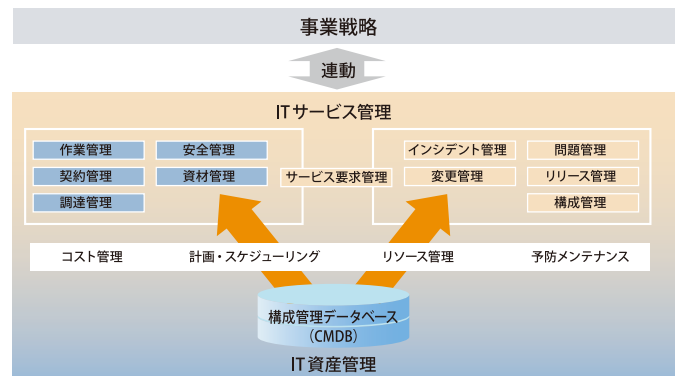 事業戦略
連動
ITサービス管理
作業管理
安全管理
インシデント管理
問題管理
契約管理
資材管理
サービス要求管理
変更管理
リリース管理
調達管理
構成管理
コスト管理
計画・スケジューリング
リソース管理
予防メンテナンス
構成管理データベース
（CMDB）
IT資産管理